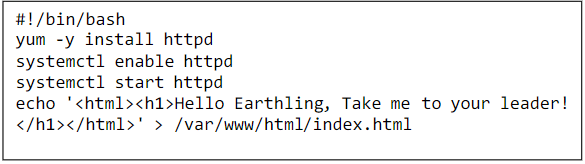 #!/bin/bash
yum -y install httpd
systemctl enable httpd
systemctl start httpd
echo '<html><h1>Hello Earthling, Take me to your leader!
</h1></html>' > /var/www/html/index.html